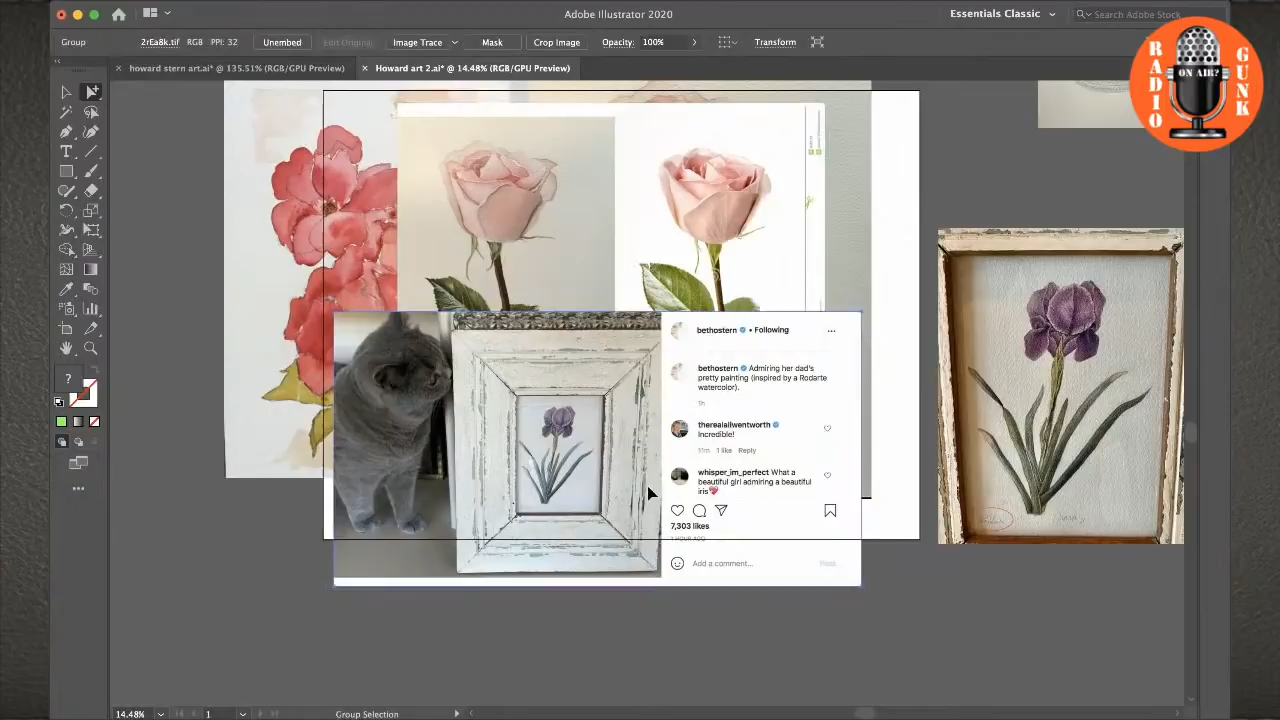 Adobe Illustrator 2020
Essentials Classic
Search Adobe Stock
Group
2rEa8k.tif
RGB
PPI: 32
Unembed
Edit Original
Image Trace
Mask
Crop Image
Opacity:
100%
Transform
howard stern art.ai* @ 135.51% (RGB/GPU Preview)
Howard art 2.ai* @ 14.48% (RGB/GPU Preview)
RADIO
ON AIR?
GUNK
bethostern • Following
bethostern Admiring her dad's
pretty painting (inspired by a Rodarte
watercolor).
1h
therealaliwentworth
Incredible!
11m 1 like Reply
whisper_im_perfect What a
beautiful girl admiring a beautiful
iris
7,303 likes
1 HOUR AGO
Add a comment...
Post
14.48%
1
Group Selection